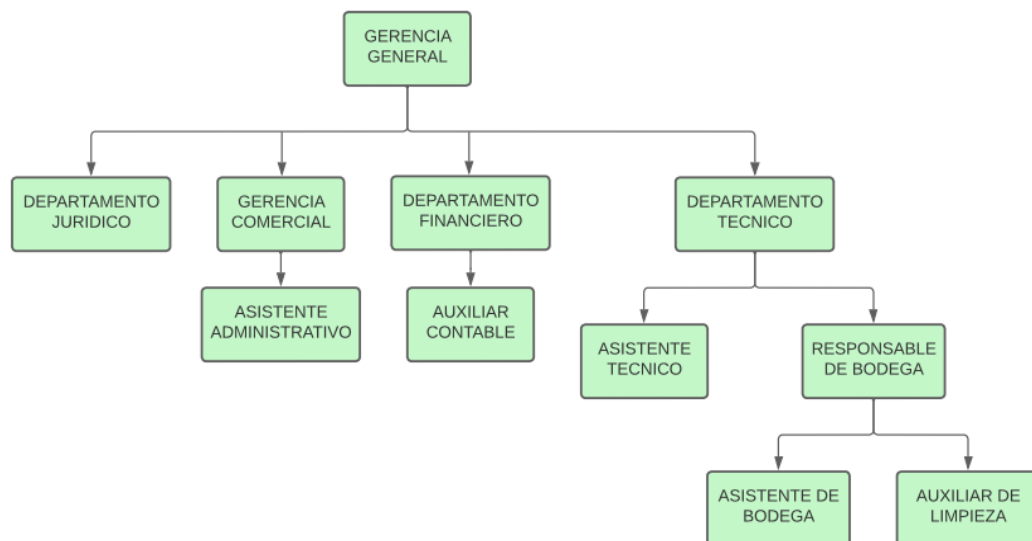 GERENCIA
GENERAL
DEPARTAMENTO
JURIDICO
GERENCIA
COMERCIAL
DEPARTAMENTO
FINANCIERO
DEPARTAMENTO
TECNICO
ASISTENTE
ADMINISTRATIVO
AUXILIAR
CONTABLE
ASISTENTE
TECNICO
RESPONSABLE
DE BODEGA
ASISTENTE DE
BODEGA
AUXILIAR DE
LIMPIEZA